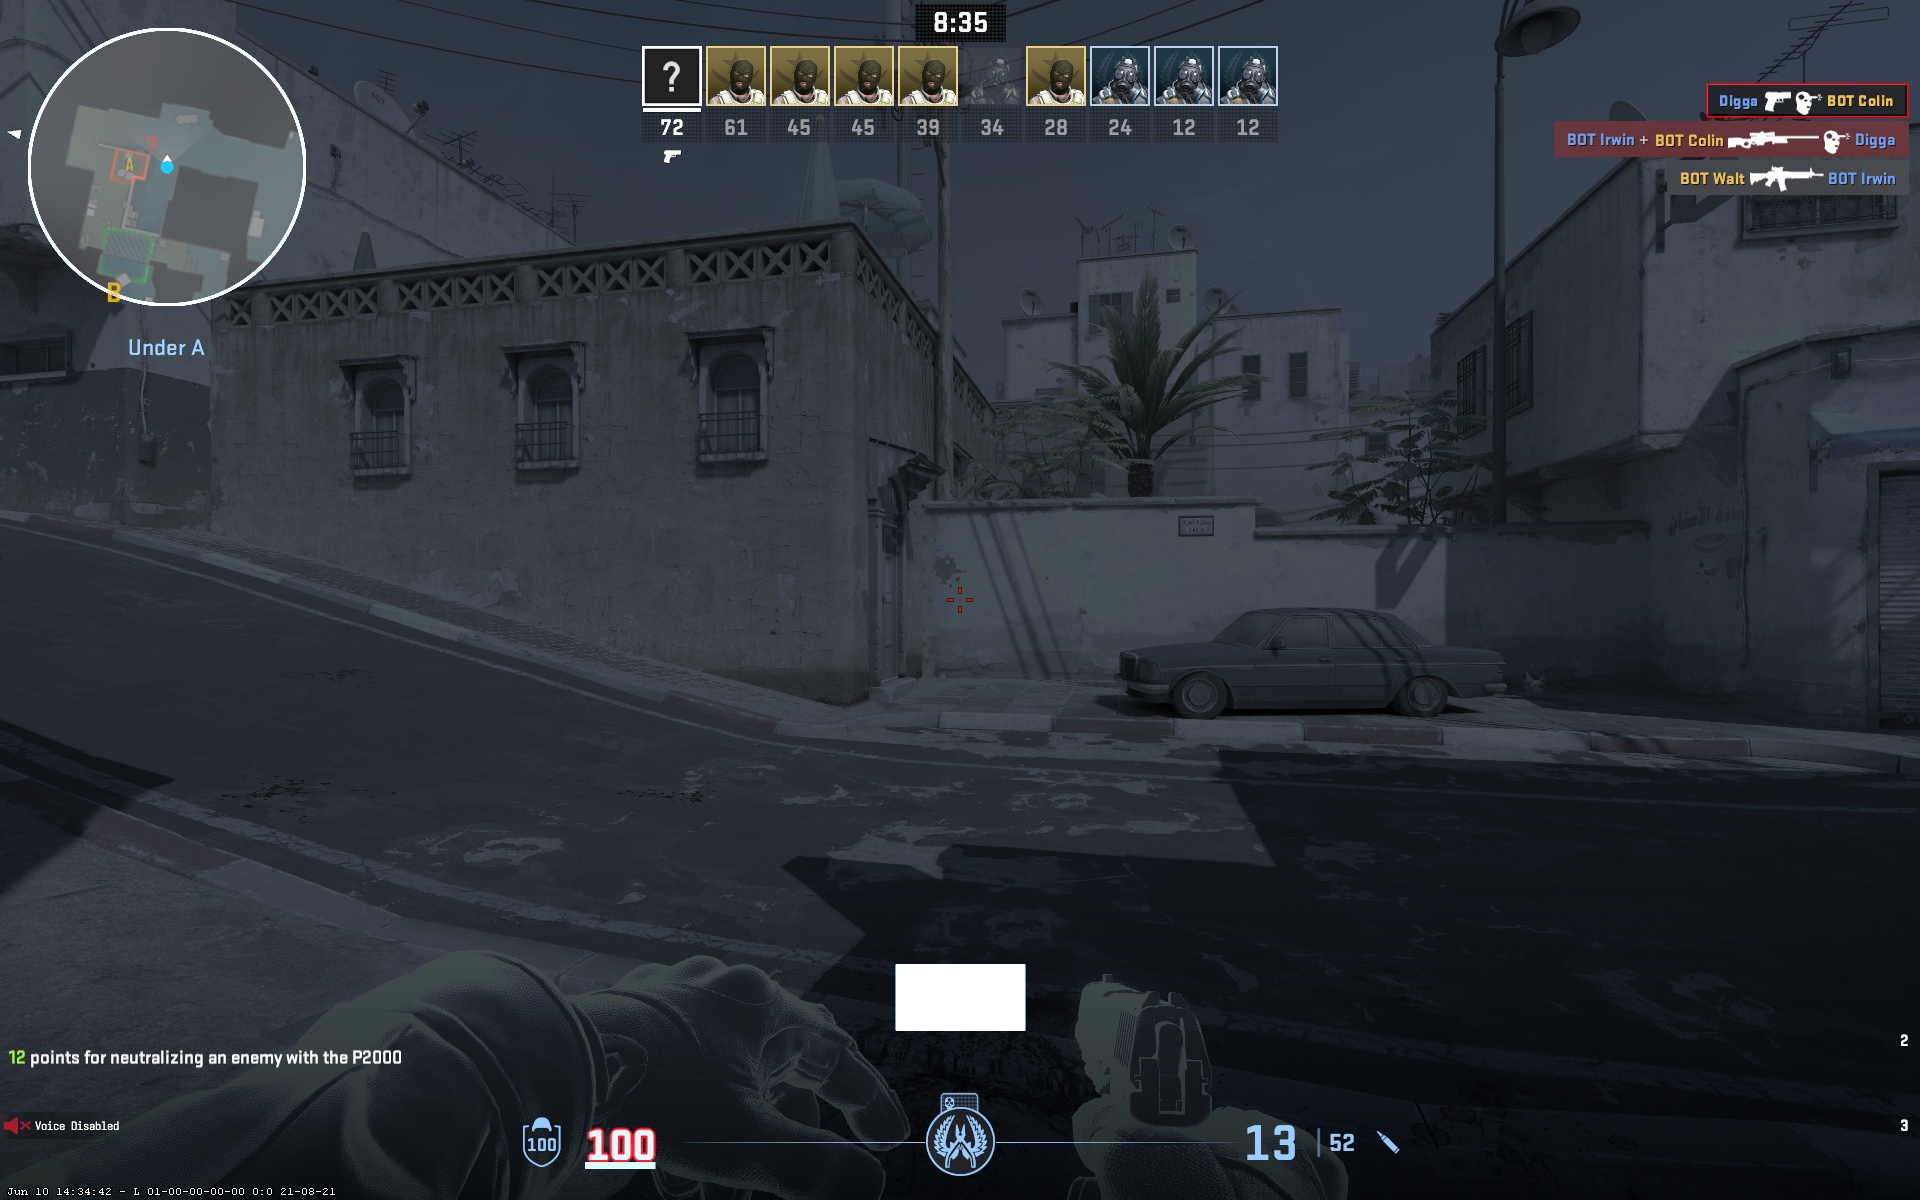 8:35
?
72 61 45 45 39 34 28 24 12 12
Digga BOT Colin
BOT Irwin + BOT Colin Digga
BOT Walt BOT Irwin
A
B
Under A
12 points for neutralizing an enemy with the P2000
2
Voice Disabled
3
100 100
13 | 52
Jun 10 14:34:42 - L 01-00-00-00-00 0:0 21-08-21